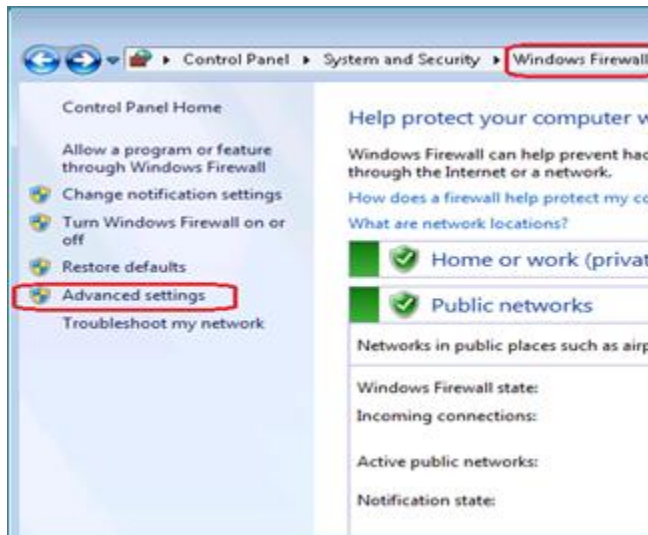 Control Panel ▸ System and Security ▸ Windows Firewall
Control Panel Home
Allow a program or feature
through Windows Firewall
Change notification settings
Turn Windows Firewall on or
off
Restore defaults
Advanced settings
Troubleshoot my network
Help protect your computer w
Windows Firewall can help prevent hac
through the Internet or a network.
How does a firewall help protect my co
What are network locations?
Home or work (privat
Public networks
Networks in public places such as airp
Windows Firewall state:
Incoming connections:
Active public networks:
Notification state: